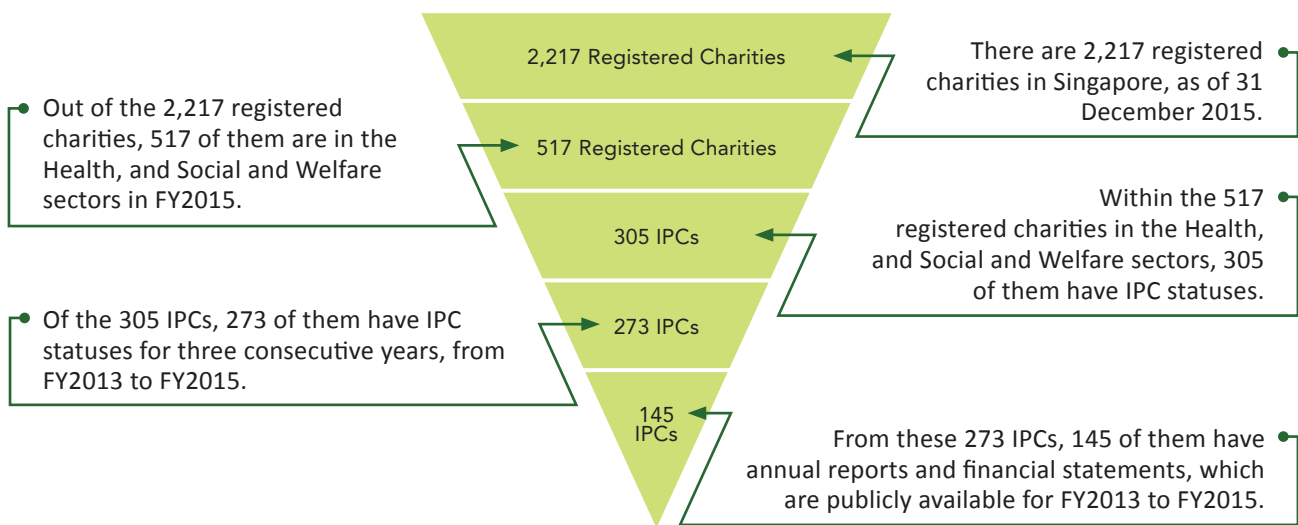 2,217 Registered Charities
There are 2,217 registered
charities in Singapore, as of 31
December 2015.
Out of the 2,217 registered
charities, 517 of them are in the
Health, and Social and Welfare
sectors in FY2015.
517 Registered Charities
305 IPCs
Within the 517
registered charities in the Health,
and Social and Welfare sectors, 305
of them have IPC statuses.
Of the 305 IPCs, 273 of them have IPC
statuses for three consecutive years, from
FY2013 to FY2015.
273 IPCs
145
IPCs
From these 273 IPCs, 145 of them have
annual reports and financial statements, which
are publicly available for FY2013 to FY2015.